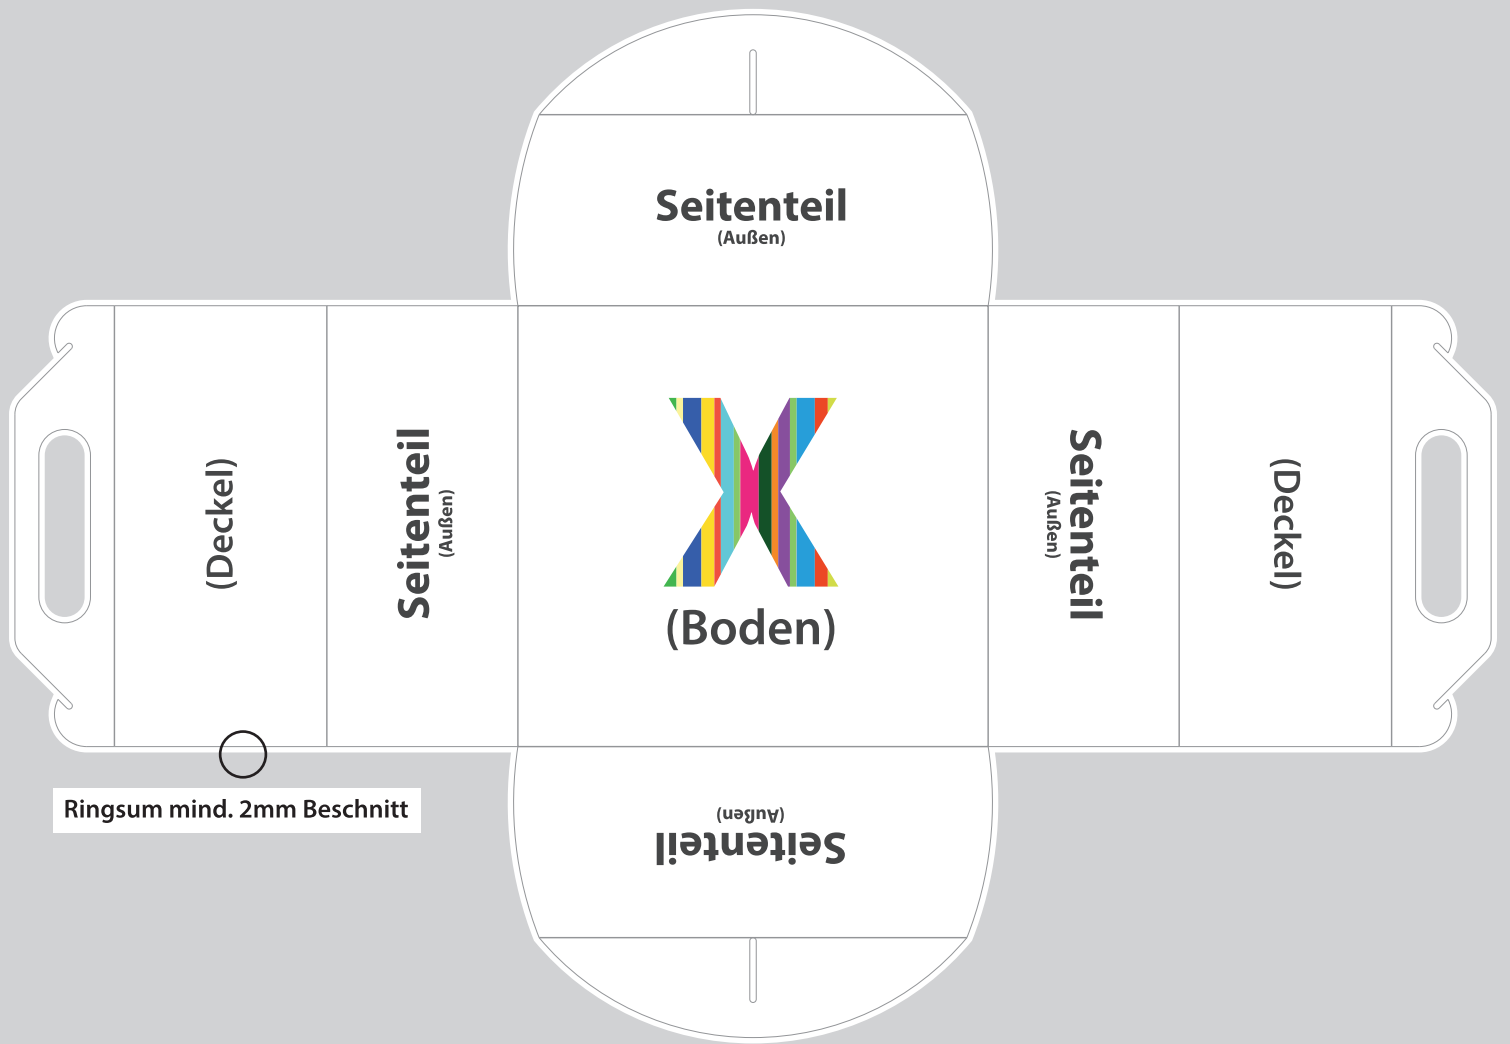 Seitenteil
(Außen)
(Deckel)
Seitenteil
(Außen)
X
(Boden)
Seitenteil
(Außen)
(Deckel)
Ringsum mind. 2mm Beschnitt
Seitenteil
(Außen)